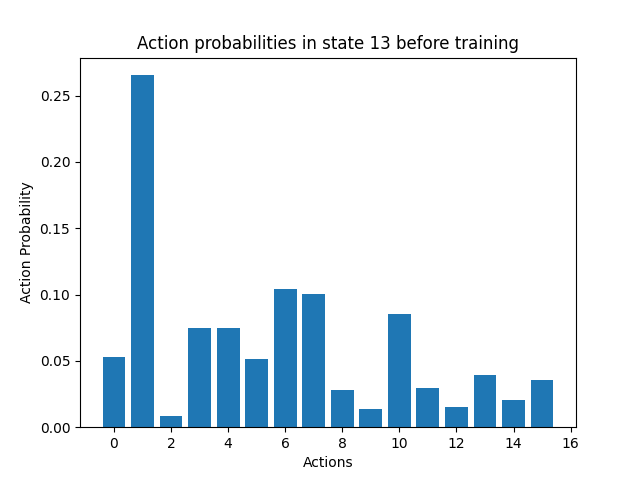 Action probabilities in state 13 before training
0.25
0.20
0.15
0.10
0.05
0.00
Action Probability
0 2 4 6 8 10 12 14 16
Actions